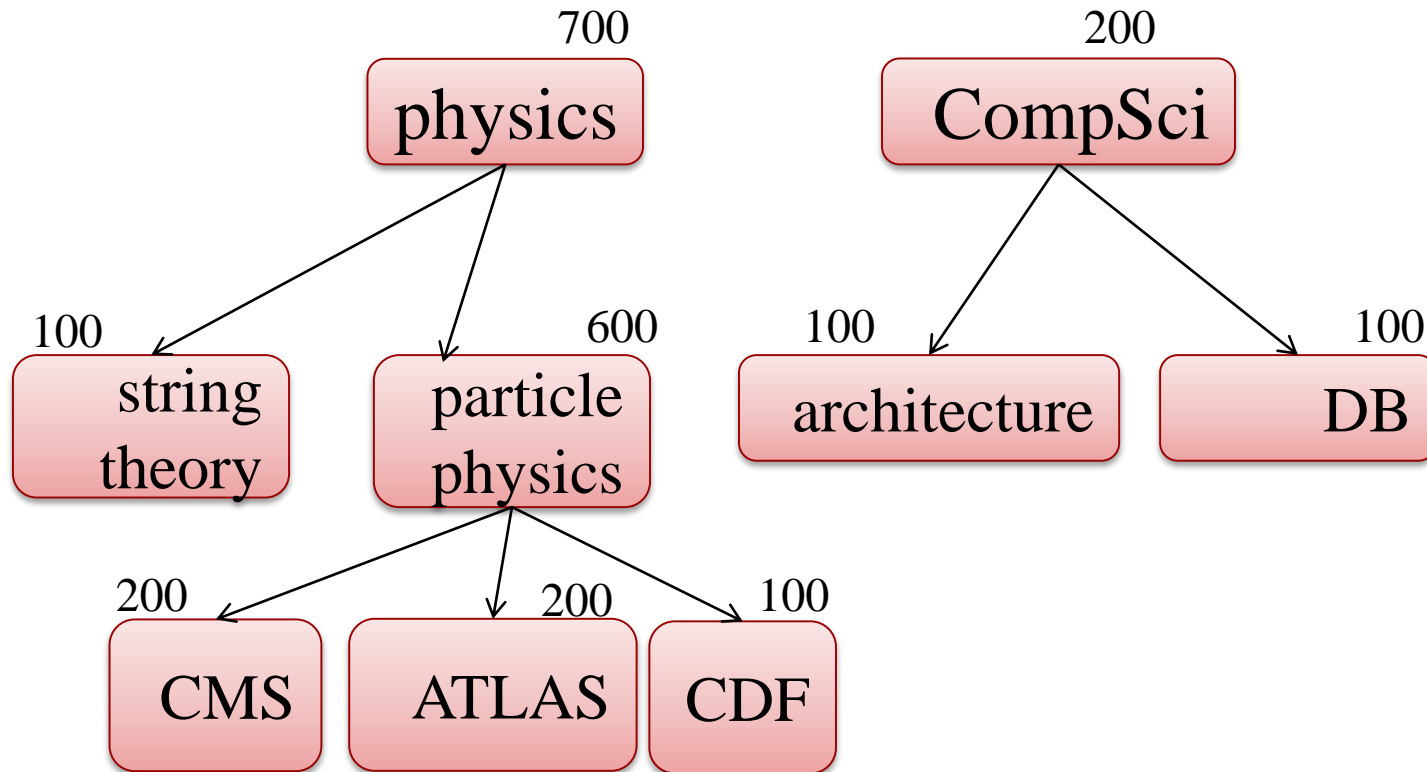 700
200
physics
CompSci
100
600
100
100
string
theory
particle
physics
architecture
DB
200
200
100
CMS
ATLAS
CDF